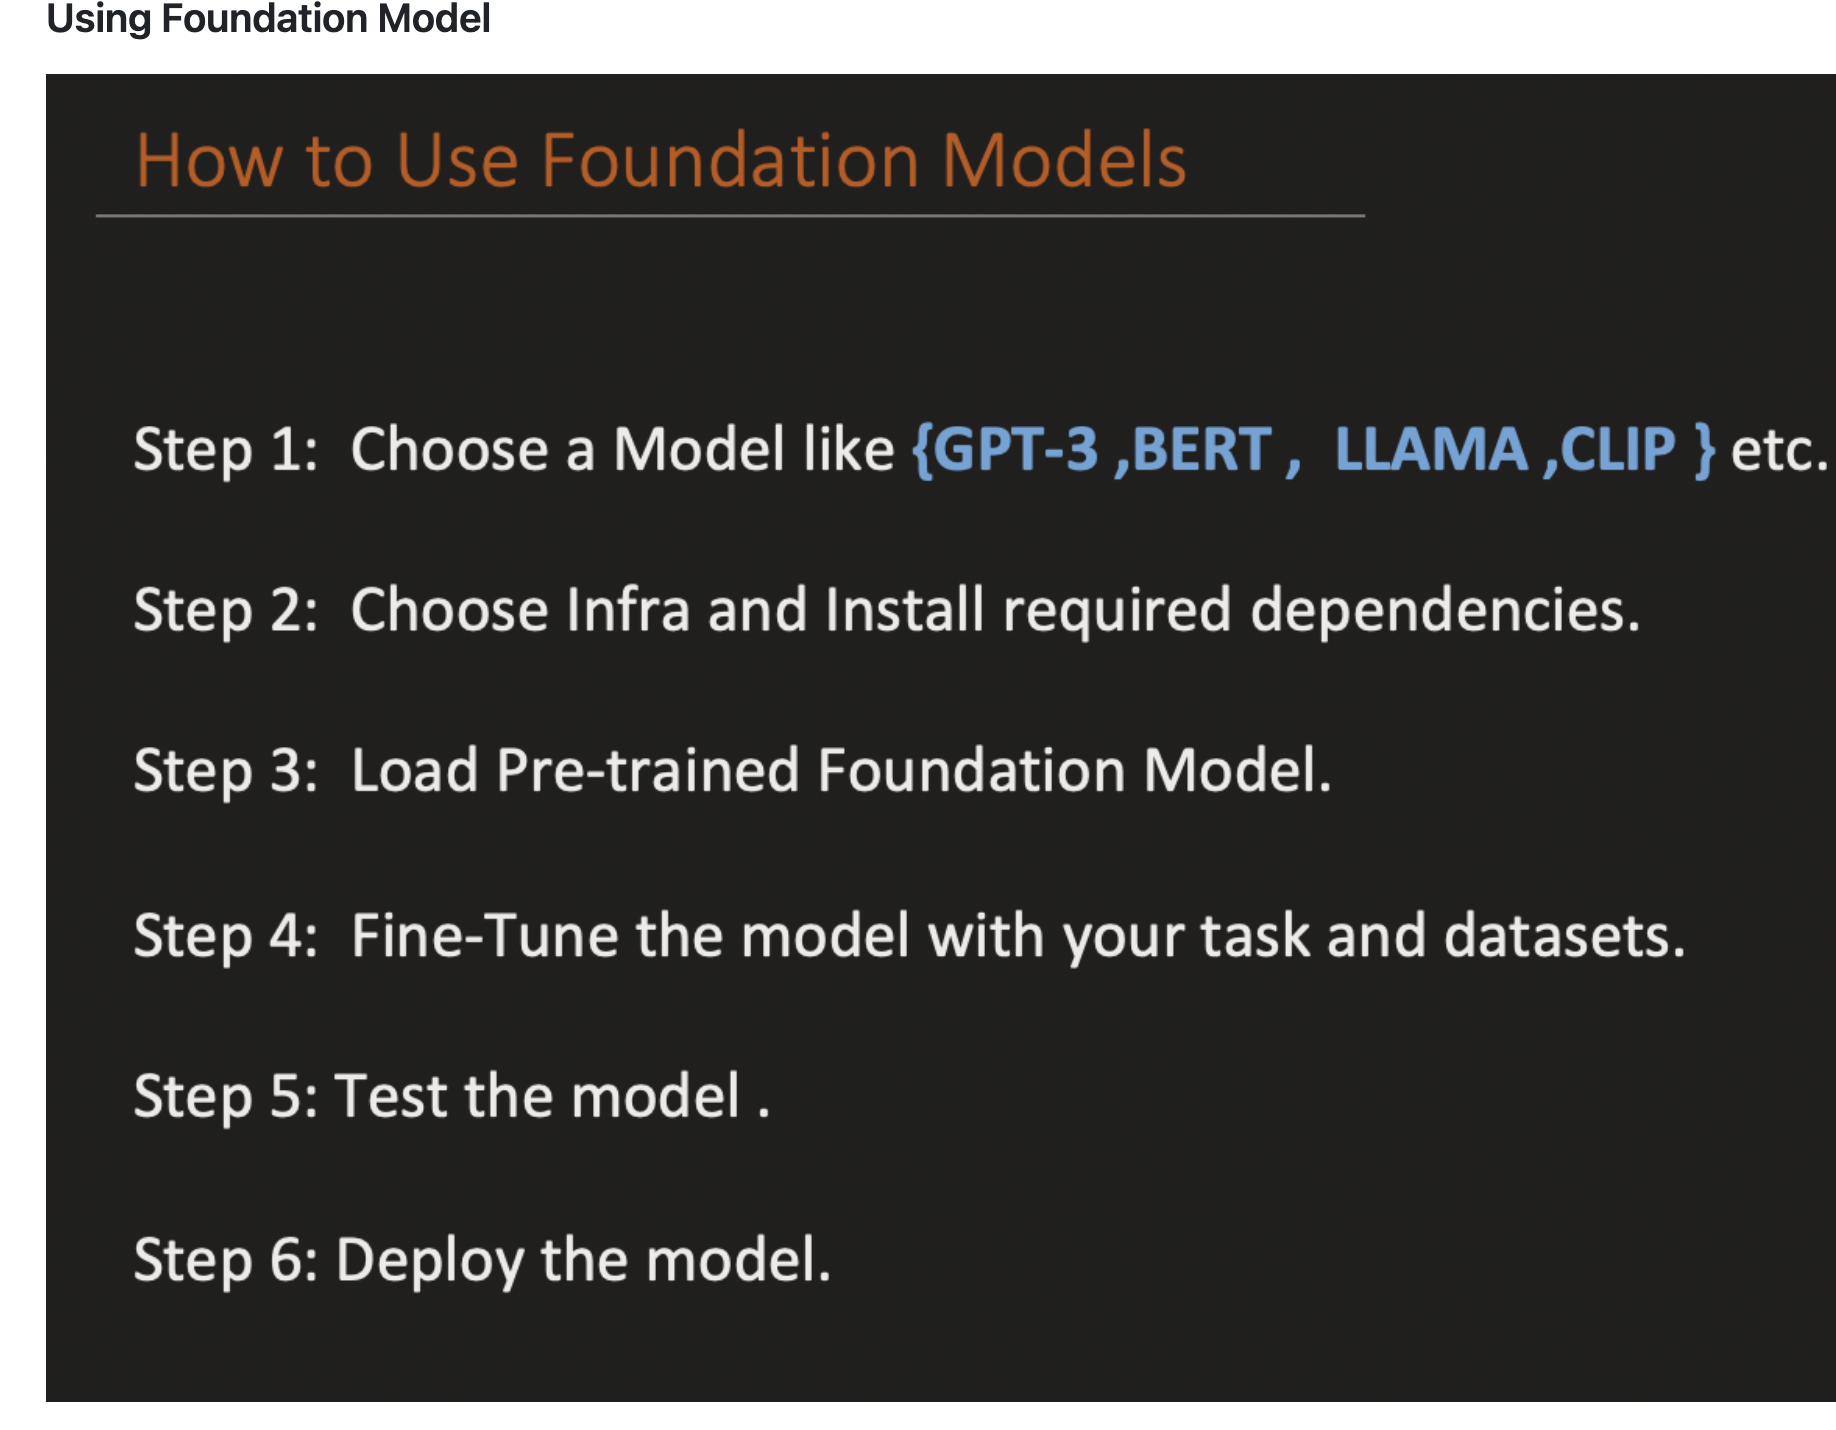 Using Foundation Model
How to Use Foundation Models
Step 1: Choose a Model like {GPT-3 ,BERT , LLAMA ,CLIP } etc.
Step 2: Choose Infra and Install required dependencies.
Step 3: Load Pre-trained Foundation Model.
Step 4: Fine-Tune the model with your task and datasets.
Step 5: Test the model .
Step 6: Deploy the model.